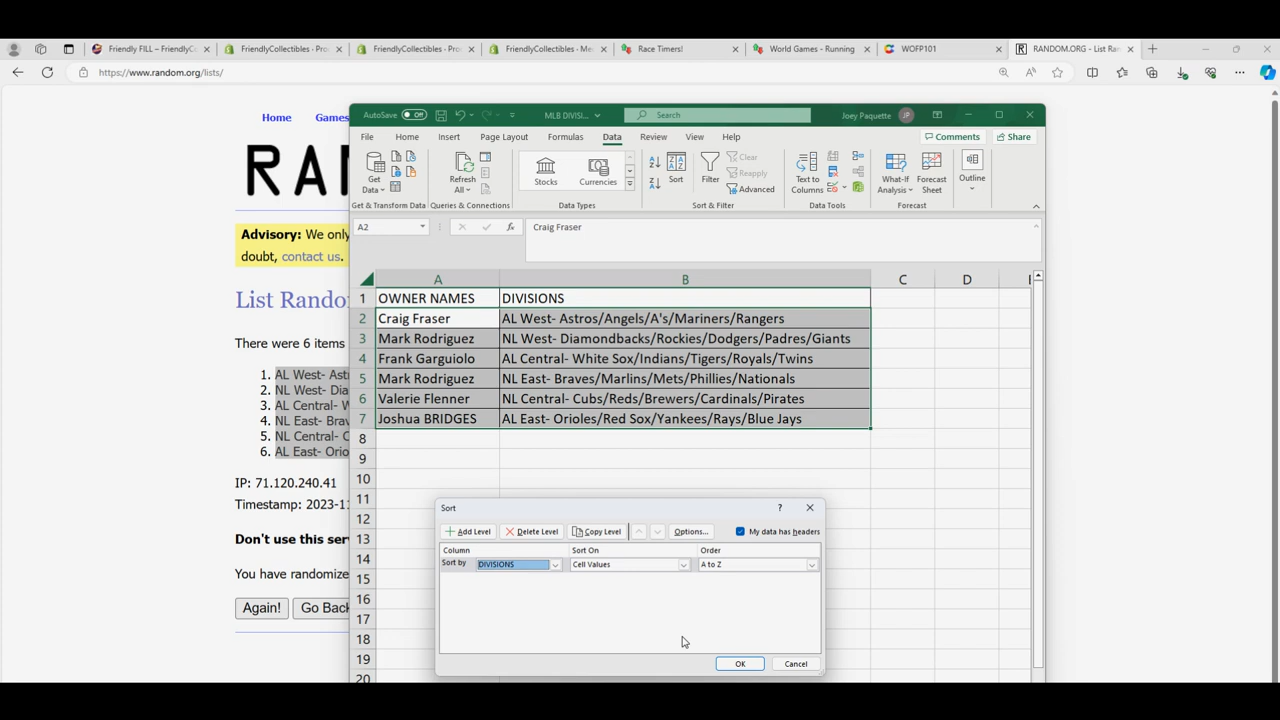 Friendly FILL – FriendlyC
FriendlyCollectibles - Pro
FriendlyCollectibles - Proc
FriendlyCollectibles - Me
Race Timers!
World Games - Running
WOFP101
RANDOM.ORG - List Ra
https://www.random.org/lists/
Home
Games
RAN
Advisory: We only
doubt, contact us.
List Rando
There were 6 items
1. AL West- Ast
2. NL West- Dia
3. AL Central- W
4. NL East- Brav
5. NL Central- C
6. AL East- Orio
IP: 71.120.240.41
Timestamp: 2023-11
Don't use this serv
You have randomize
Again!
Go Back
AutoSave Off
MLB DIVISI...
Search
Joey Paquette JP
File Home Insert Page Layout Formulas Data Review View Help
Comments Share
Get Data
Refresh All
Stocks
Currencies
Sort
Filter
Clear
Reapply
Advanced
Text to Columns
What-If Analysis
Forecast Sheet
Outline
Get & Transform Data
Queries & Connections
Data Types
Sort & Filter
Data Tools
Forecast
A2
fx
Craig Fraser
A B C D
1 OWNER NAMES DIVISIONS
2 Craig Fraser AL West- Astros/Angels/A's/Mariners/Rangers
3 Mark Rodriguez NL West- Diamondbacks/Rockies/Dodgers/Padres/Giants
4 Frank Garguiolo AL Central- White Sox/Indians/Tigers/Royals/Twins
5 Mark Rodriguez NL East- Braves/Marlins/Mets/Phillies/Nationals
6 Valerie Flenner NL Central- Cubs/Reds/Brewers/Cardinals/Pirates
7 Joshua BRIDGES AL East- Orioles/Red Sox/Yankees/Rays/Blue Jays
8
9
10
11
12
13
14
15
16
17
18
19
20
Sort
?
Add Level
Delete Level
Copy Level
Options...
My data has headers
Column Sort On Order
Sort by DIVISIONS Cell Values A to Z
OK
Cancel